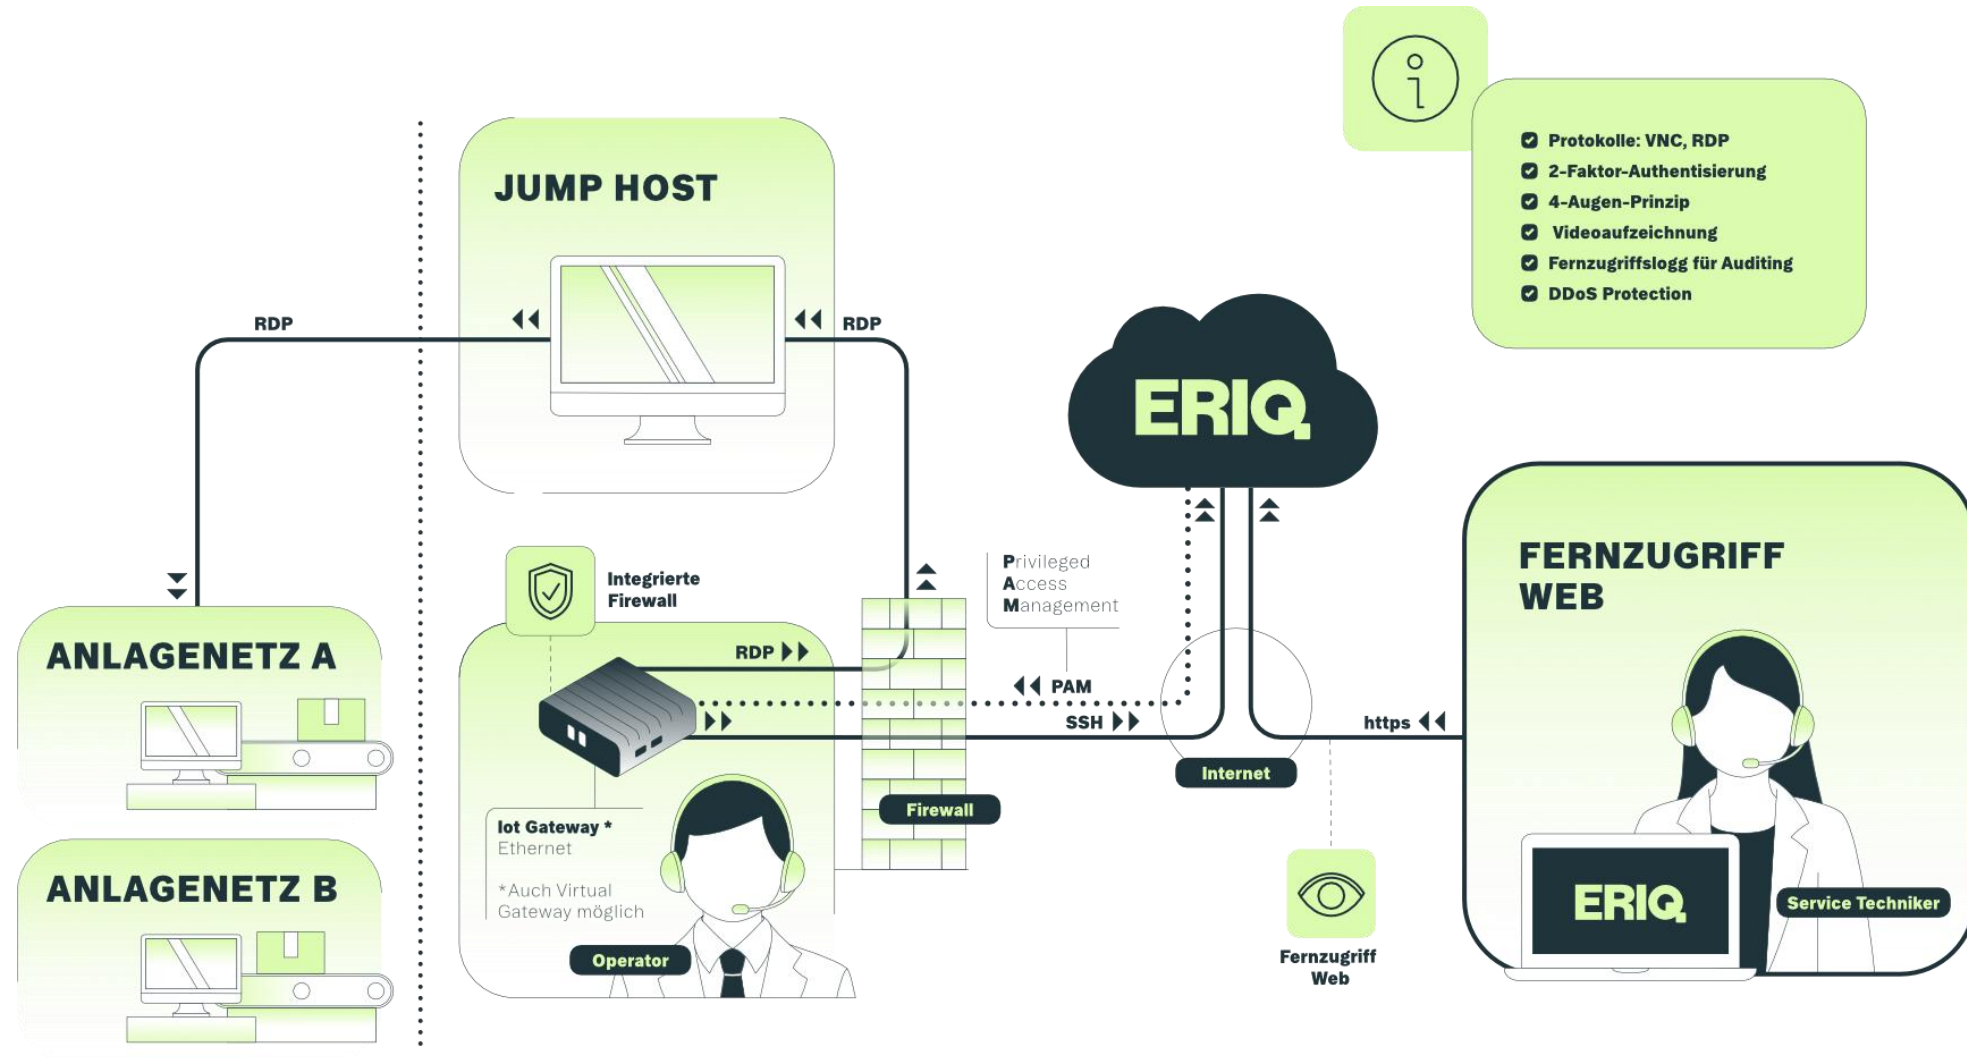 Protokolle: VNC, RDP
2-Faktor-Authentisierung
4-Augen-Prinzip
Videoaufzeichnung
Fernzugriffslogg für Auditing
DDoS Protection
JUMP HOST
RDP
RDP
ERIQ
FERNZUGRIFF
WEB
Privileged
Access
Management
Integrierte
Firewall
ANLAGENETZ A
RDP
PAM
SSH
https
Internet
Firewall
Iot Gateway *
Ethernet
*Auch Virtual
Gateway möglich
Operator
ANLAGENETZ B
ERIQ
Service Techniker
Fernzugriff
Web